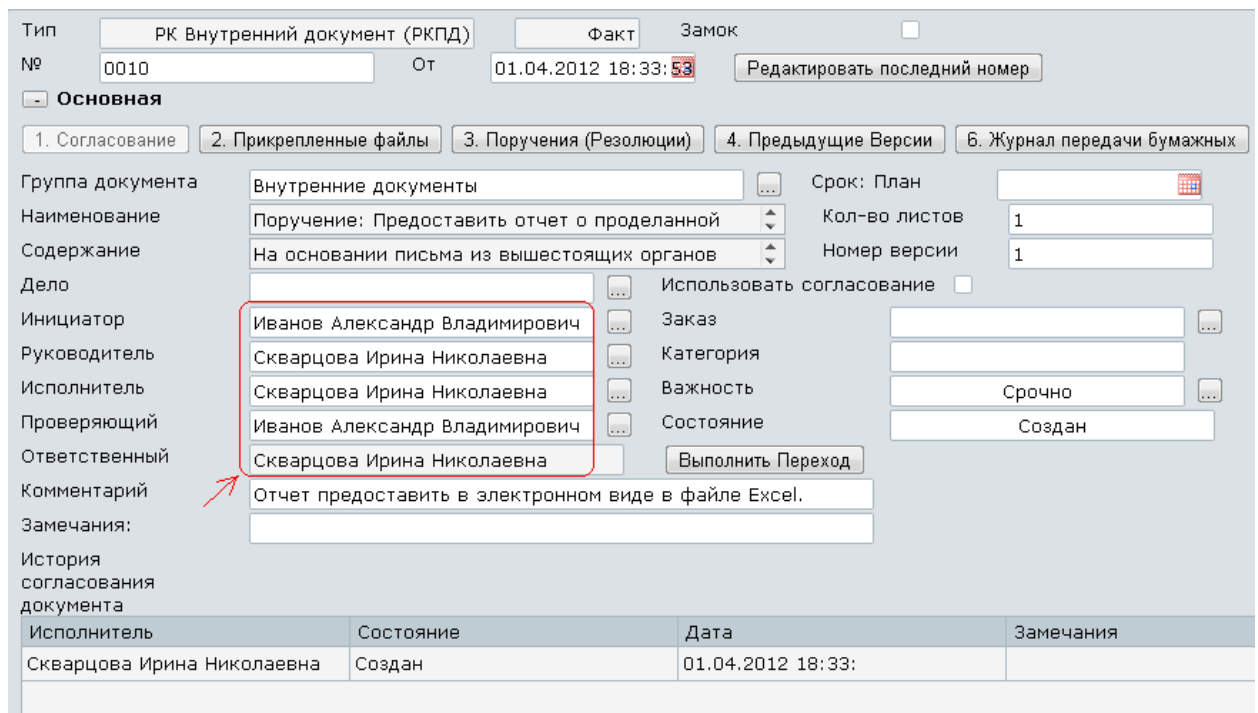 Тип РК Внутренний документ (РКПД) Факт Замок
№ 0010 От 01.04.2012 18:33:53 Редактировать последний номер
- Основная
1. Согласование 2. Прикрепленные файлы 3. Поручения (Резолюции) 4. Предыдущие Версии 6. Журнал передачи бумажных
Группа документа Внутренние документы ... Срок: План
Наименование Поручение: Предоставить отчет о проделанной Кол-во листов 1
Содержание На основании письма из вышестоящих органов Номер версии 1
Дело ... Использовать согласование
Инициатор Иванов Александр Владимирович ... Заказ ...
Руководитель Скварцова Ирина Николаевна ... Категория
Исполнитель Скварцова Ирина Николаевна ... Важность Срочно ...
Проверяющий Иванов Александр Владимирович ... Состояние Создан
Ответственный Скварцова Ирина Николаевна Выполнить Переход
Комментарий Отчет предоставить в электронном виде в файле Excel.
Замечания:
История
согласования
документа
Исполнитель Состояние Дата Замечания
Скварцова Ирина Николаевна Создан 01.04.2012 18:33: